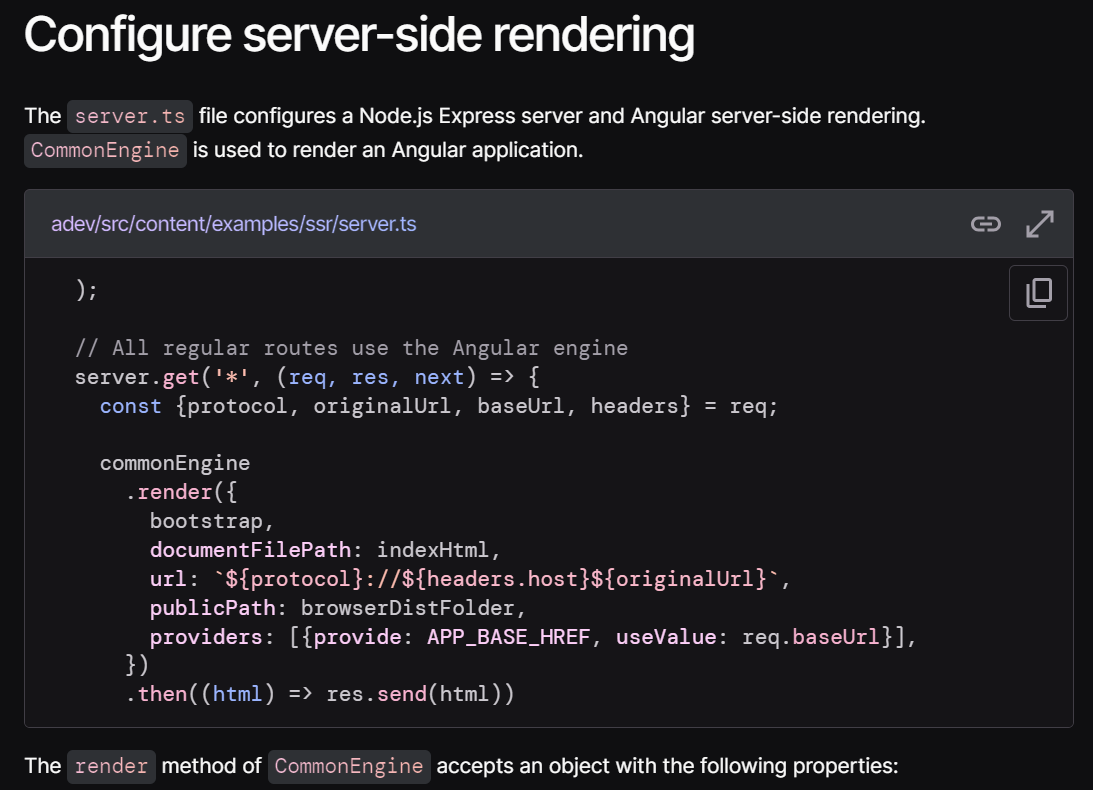 Configure server-side rendering
The server.ts file configures a Node.js Express server and Angular server-side rendering.
CommonEngine is used to render an Angular application.
adev/src/content/examples/ssr/server.ts
);
// All regular routes use the Angular engine
server.get('*', (req, res, next) => {
const {protocol, originalUrl, baseUrl, headers} = req;
commonEngine
.render({
bootstrap,
documentFilePath: indexHtml,
url: `${protocol}://${headers.host}${originalUrl}`,
publicPath: browserDistFolder,
providers: [{provide: APP_BASE_HREF, useValue: req.baseUrl}],
})
.then((html) => res.send(html))
The render method of CommonEngine accepts an object with the following properties: